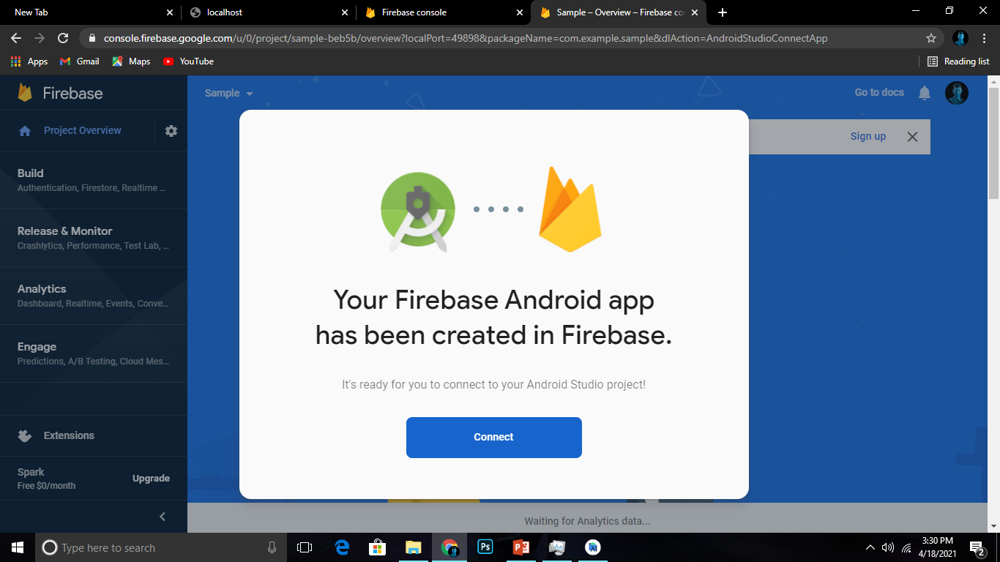 New Tab
localhost
Firebase console
Sample – Overview – Firebase co
console.firebase.google.com/u/0/project/sample-beb5b/overview?localPort=49898&packageName=com.example.sample&dlAction=AndroidStudioConnectApp
Apps
Gmail
Maps
YouTube
Reading list
Firebase
Sample
Go to docs
Project Overview
Sign up
Build
Authentication, Firestore, Realtime ...
Release & Monitor
Crashlytics, Performance, Test Lab, ...
Analytics
Dashboard, Realtime, Events, Conve...
Engage
Predictions, A/B Testing, Cloud Mes...
Extensions
Spark
Free $0/month
Upgrade
Your Firebase Android app
has been created in Firebase.
It's ready for you to connect to your Android Studio project!
Connect
Waiting for Analytics data...
Type here to search
Ps
3:30 PM
4/18/2021
2